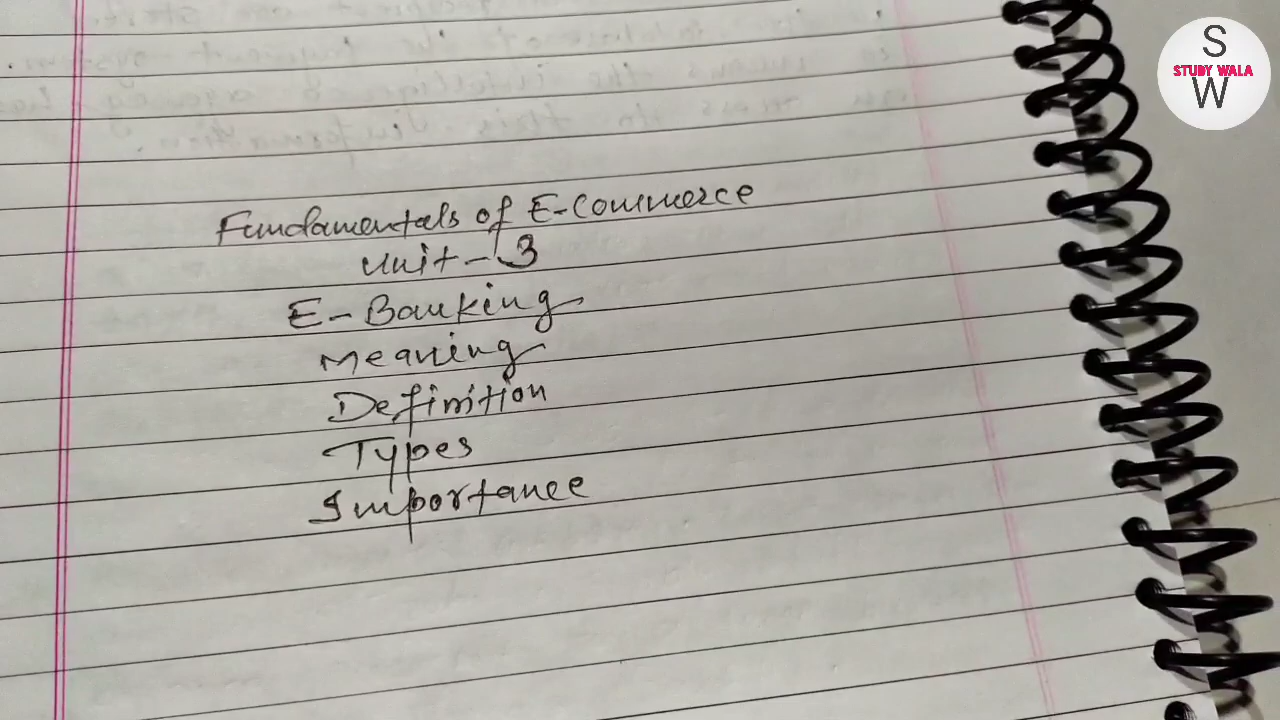 S
STUDY WALA
W
Fundamentals of E-Commerce
Unit - 3
E-Banking
Meaning
Definition
Types
Importance